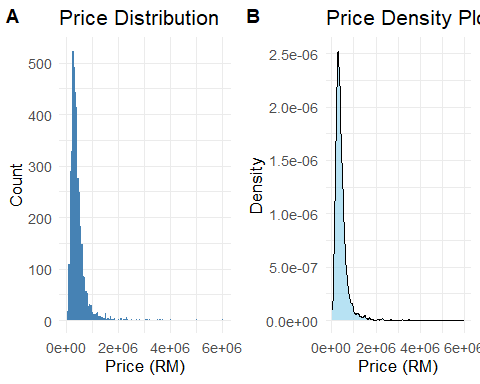 A Price Distribution
500
400
300
200
100
0
Count
0e+00 2e+06 4e+06 6e+06
Price (RM)
B Price Density Plo
2.5e-06
2.0e-06
1.5e-06
1.0e-06
5.0e-07
0.0e+00
Density
0e+00 2e+06 4e+06 6e+06
Price (RM)